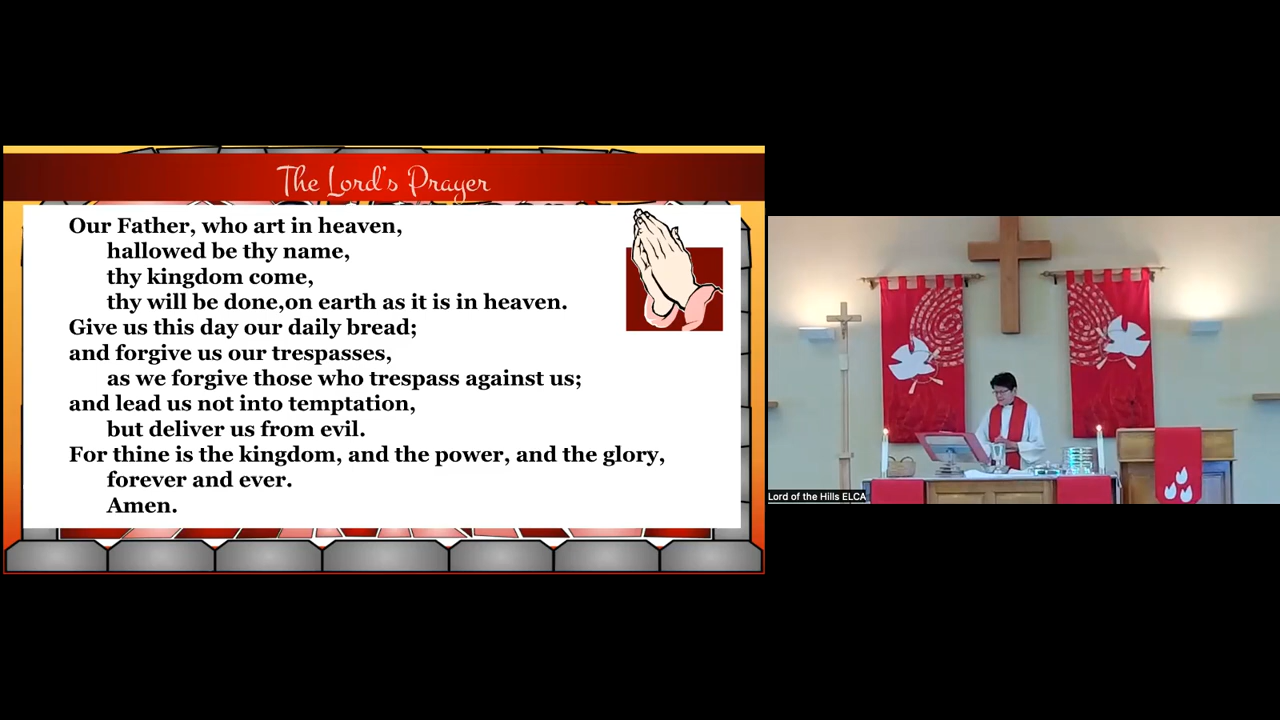 The Lord's Prayer
Our Father, who art in heaven,
hallowed be thy name,
thy kingdom come,
thy will be done,on earth as it is in heaven.
Give us this day our daily bread;
and forgive us our trespasses,
as we forgive those who trespass against us;
and lead us not into temptation,
but deliver us from evil.
For thine is the kingdom, and the power, and the glory,
forever and ever.
Amen.
Lord of the Hills ELCA